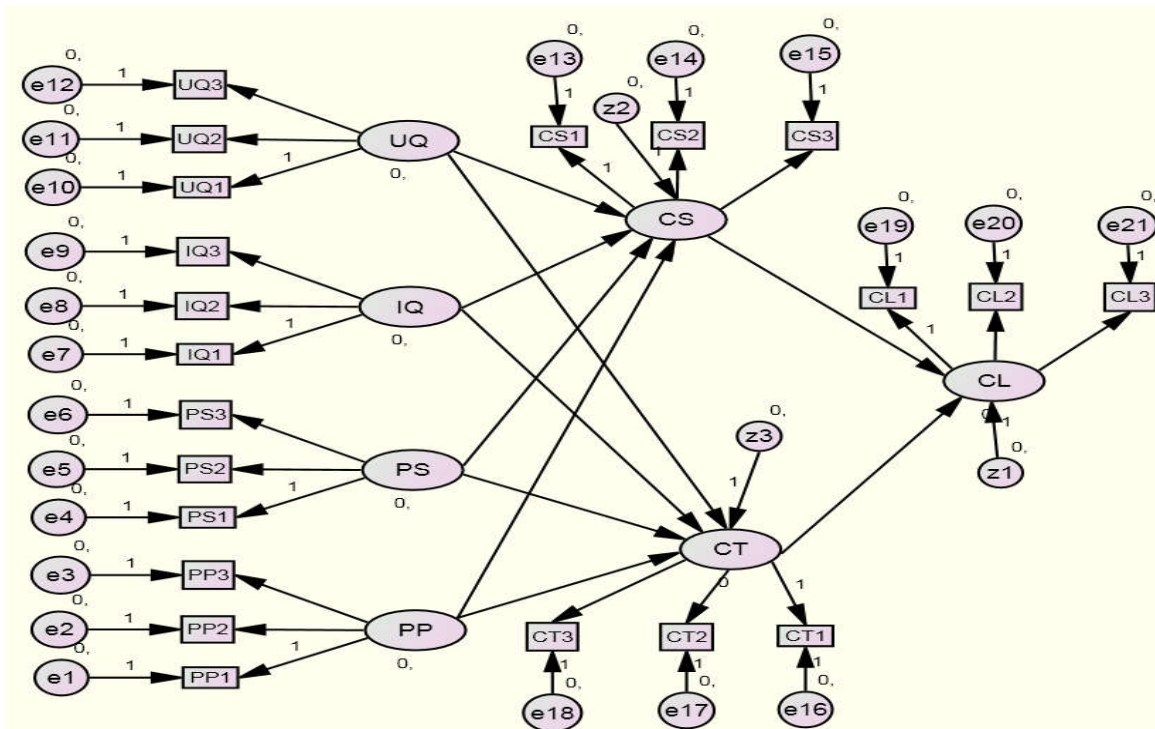 0, 0, 0, 0,
e12 1 UQ3 e13 e14 e15
0, 0,
e11 1 UQ2 UQ z2 1 1 1
0, CS1 CS2 CS3
e10 1 UQ1 1 0, 1 1
0, CS 0, 0, 0,
e9 1 IQ3 e19 e20 e21
0, 1 1 1
e8 1 IQ2 IQ CL1 CL2 CL3
0, 1
e7 1 IQ1 1 0,
0, CL
e6 1 PS3 0, 0 1
0, z3 0,
e5 1 PS2 PS z1
0, 1
e4 1 PS1 1 0,
0, CT
e3 1 PP3 0 1
0,
e2 1 PP2 PP CT3 CT2 CT1
0, 1 1 1
e1 1 PP1 1 0, 0, 0, 0,
e18 e17 e16